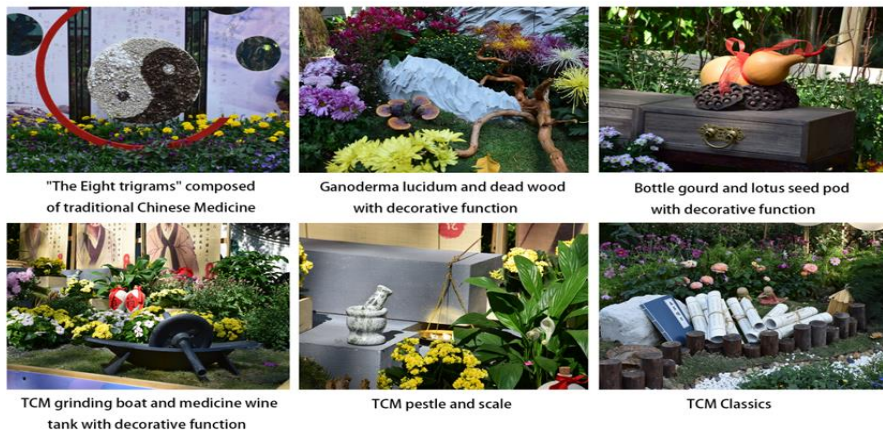 "The Eight trigrams" composed
of traditional Chinese Medicine
Ganoderma lucidum and dead wood
with decorative function
Bottle gourd and lotus seed pod
with decorative function
TCM grinding boat and medicine wine
tank with decorative function
TCM pestle and scale
TCM Classics